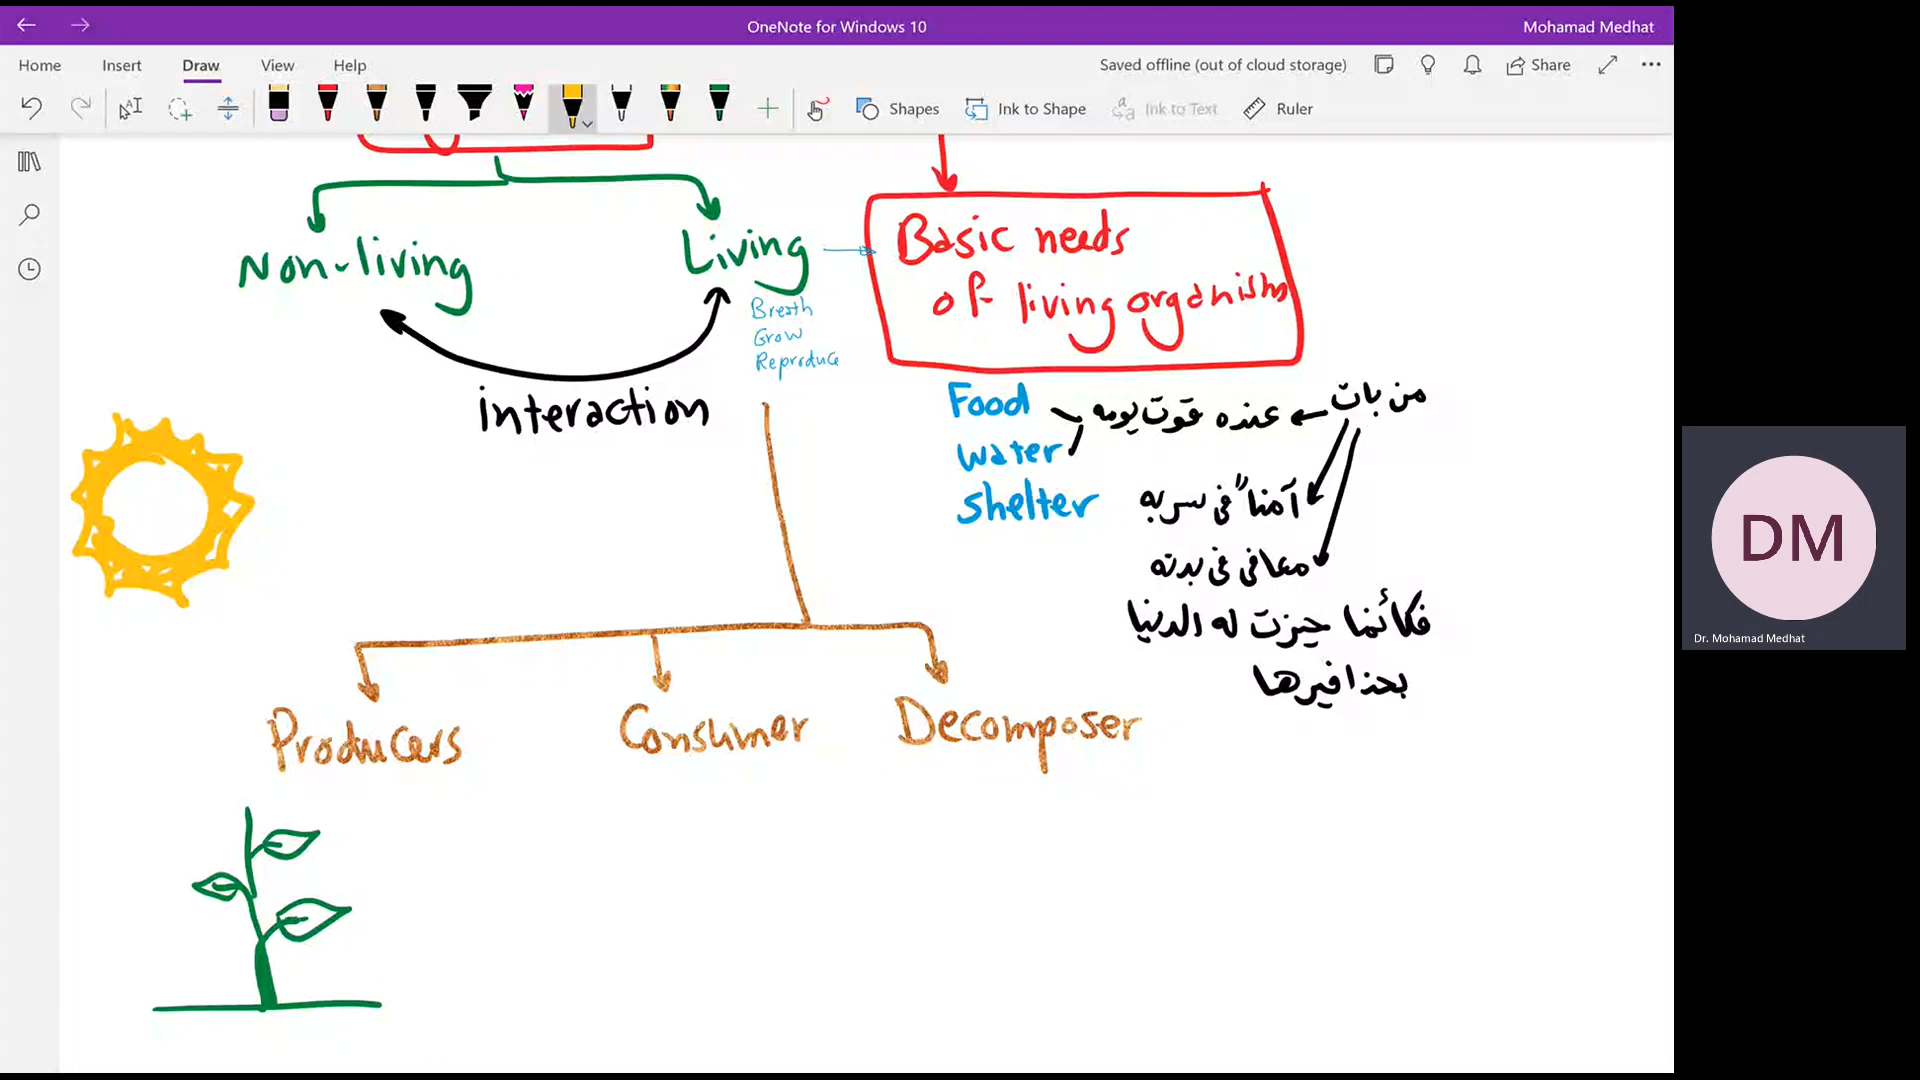 OneNote for Windows 10
Mohamad Medhat
Home Insert Draw View Help
Saved offline (out of cloud storage)
Share
Shapes
Ink to Shape
Ink to Text
Ruler
Non-living
Living
Breath
Grow
Reproduce
interaction
Basic needs
of living organisms
Food
water
shelter
من بات
عنده قوت يومه
آمناً في سربه
معافى فى بدنه
فكأنما حيزت له الدنيا
بحذافيرها
Producers
Consumer
Decomposer
DM
Dr. Mohamad Medhat